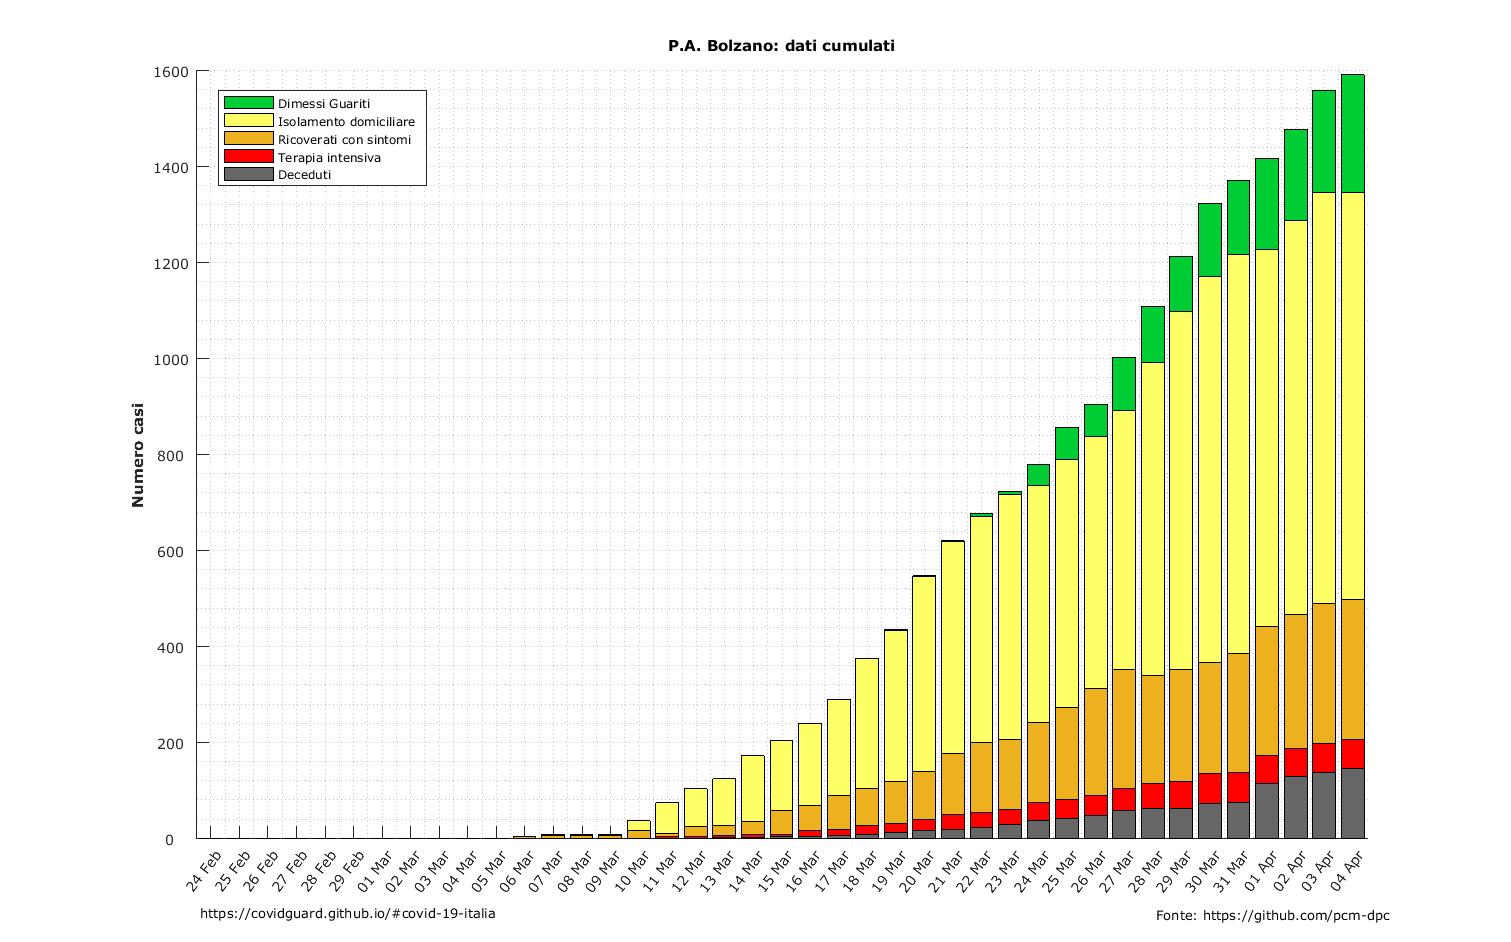 P.A. Bolzano: dati cumulati
1600
1400
1200
1000
800
600
400
200
0
Numero casi
Dimessi Guariti
Isolamento domiciliare
Ricoverati con sintomi
Terapia intensiva
Deceduti
24 Feb
25 Feb
26 Feb
27 Feb
28 Feb
29 Feb
01 Mar
02 Mar
03 Mar
04 Mar
05 Mar
06 Mar
07 Mar
08 Mar
09 Mar
10 Mar
11 Mar
12 Mar
13 Mar
14 Mar
15 Mar
16 Mar
17 Mar
18 Mar
19 Mar
20 Mar
21 Mar
22 Mar
23 Mar
24 Mar
25 Mar
26 Mar
27 Mar
28 Mar
29 Mar
30 Mar
31 Mar
01 Apr
02 Apr
03 Apr
04 Apr
https://covidguard.github.io/#covid-19-italia
Fonte: https://github.com/pcm-dpc